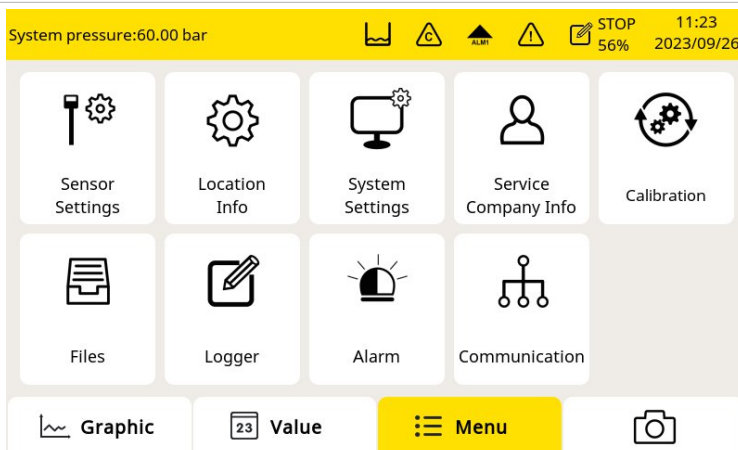 System pressure:60.00 bar
C
ALM1
STOP
56%
11:23
2023/09/26
Sensor
Settings
Location
Info
System
Settings
Service
Company Info
Calibration
Files
Logger
Alarm
Communication
Graphic
23
Value
Menu